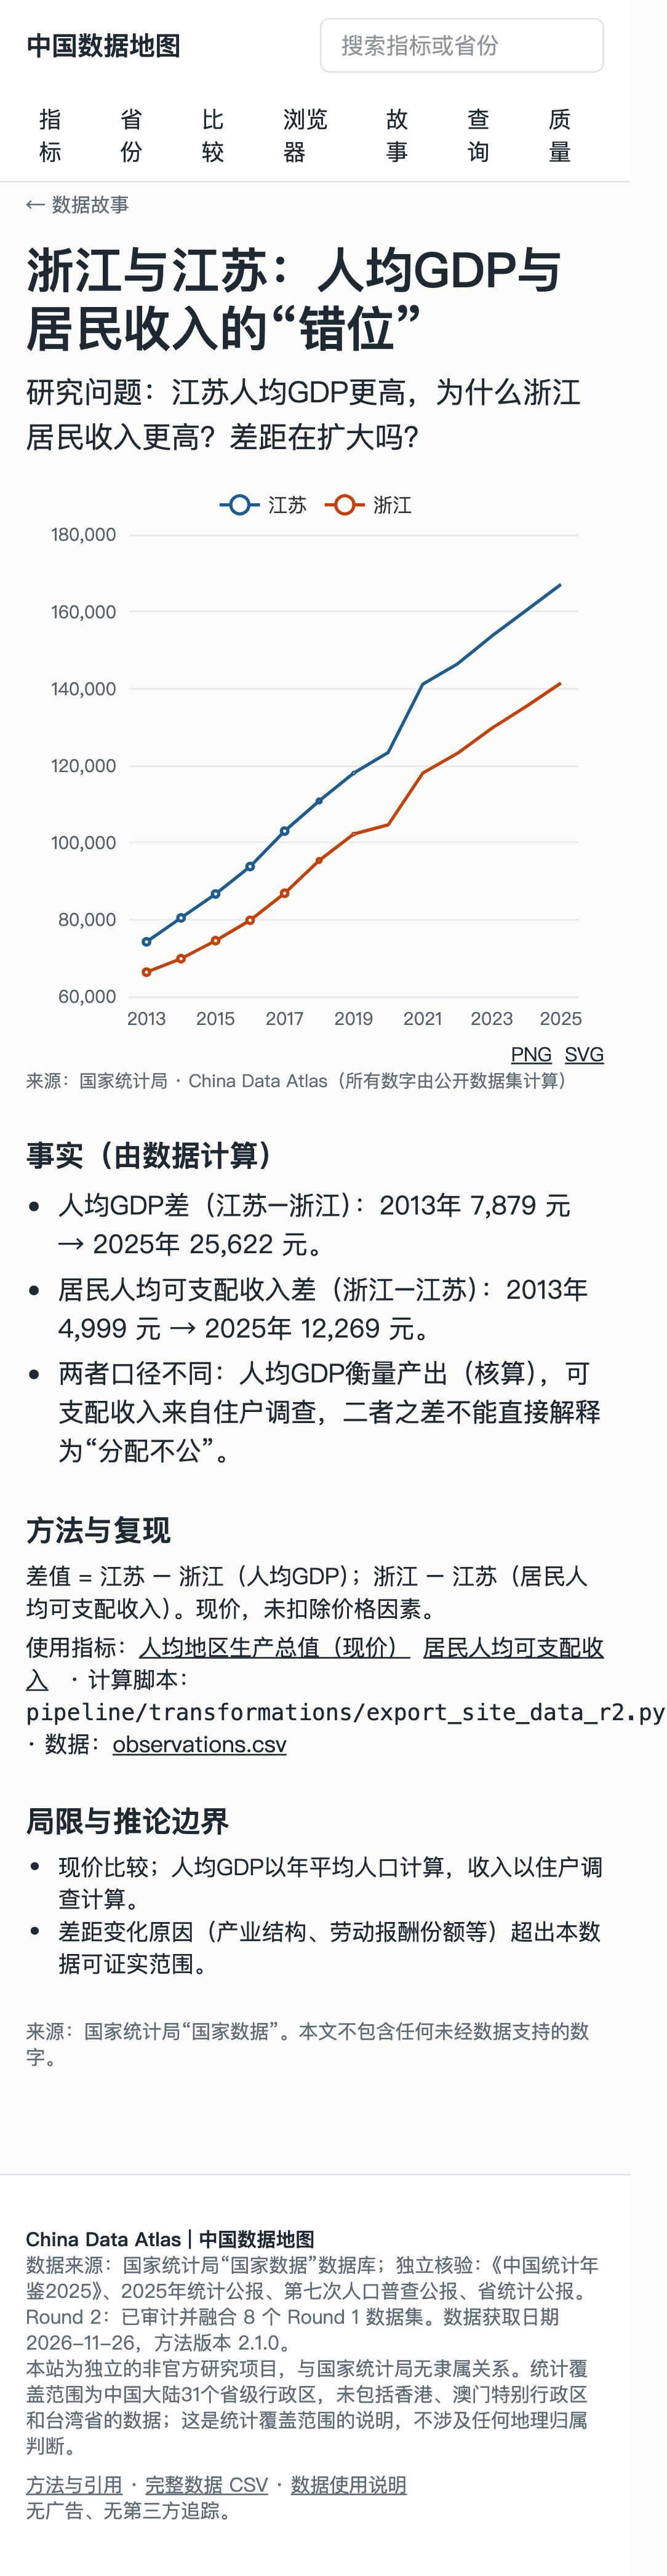 中国数据地图
搜索指标或省份
指标
省份
比较
浏览器
故事
查询
质量
← 数据故事
浙江与江苏：人均GDP与
居民收入的“错位”
研究问题：江苏人均GDP更高，为什么浙江
居民收入更高？差距在扩大吗？
江苏 浙江
180,000
160,000
140,000
120,000
100,000
80,000
60,000
2013 2015 2017 2019 2021 2023 2025
PNG SVG
来源：国家统计局 · China Data Atlas（所有数字由公开数据集计算）
事实（由数据计算）
• 人均GDP差（江苏−浙江）：2013年 7,879 元
→ 2025年 25,622 元。
• 居民人均可支配收入差（浙江−江苏）：2013年
4,999 元 → 2025年 12,269 元。
• 两者口径不同：人均GDP衡量产出（核算），可
支配收入来自住户调查，二者之差不能直接解释
为“分配不公”。
方法与复现
差值 = 江苏 − 浙江（人均GDP）；浙江 − 江苏（居民人
均可支配收入）。现价，未扣除价格因素。
使用指标：人均地区生产总值（现价） 居民人均可支配收
入 · 计算脚本：
pipeline/transformations/export_site_data_r2.py
· 数据：observations.csv
局限与推论边界
• 现价比较；人均GDP以年平均人口计算，收入以住户调
查计算。
• 差距变化原因（产业结构、劳动报酬份额等）超出本数
据可证实范围。
来源：国家统计局“国家数据”。本文不包含任何未经数据支持的数
字。
China Data Atlas | 中国数据地图
数据来源：国家统计局“国家数据”数据库；独立核验：《中国统计年
鉴2025》、2025年统计公报、第七次人口普查公报、省统计公报。
Round 2：已审计并融合 8 个 Round 1 数据集。数据获取日期
2026-11-26，方法版本 2.1.0。
本站为独立的非官方研究项目，与国家统计局无隶属关系。统计覆
盖范围为中国大陆31个省级行政区，未包括香港、澳门特别行政区
和台湾省的数据；这是统计覆盖范围的说明，不涉及任何地理归属
判断。
方法与引用 · 完整数据 CSV · 数据使用说明
无广告、无第三方追踪。